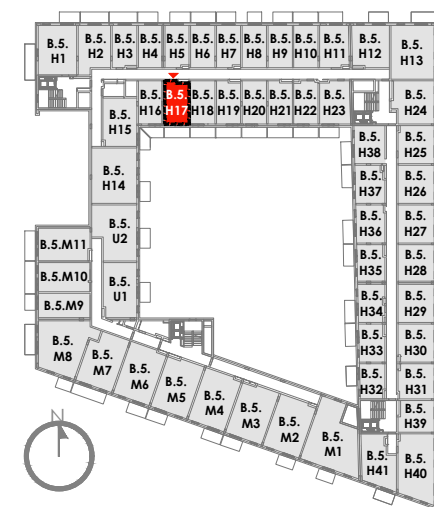 B.5. B.5. B.5. B.5. B.5. B.5. B.5. B.5. B.5. B.5. B.5. B.5. B.5.
H1 H2 H3 H4 H5 H6 H7 H8 H9 H10 H11 H12 H13
B.5. B.5. B.5. B.5. B.5. B.5. B.5. B.5. B.5.
H16 H17 H18 H19 H20 H21 H22 H23 H24
B.5.
H15
B.5. B.5.
H38 H25
B.5. B.5. B.5.
H14 H37 H26
B.5. B.5. B.5.
U2 H36 H27
B.5.M11
B.5. B.5.
H35 H28
B.5.M10
B.5.
U1
B.5. B.5.
H34 H29
B.5.M9
B.5. B.5.
H33 H30
B.5.
M8
B.5.
M7
B.5.
M6
B.5.
M5
B.5.
M4
B.5.
M3
B.5.
M2
B.5.
M1
B.5. B.5.
H32 H31
B.5.
H39
B.5. B.5.
H41 H40
N